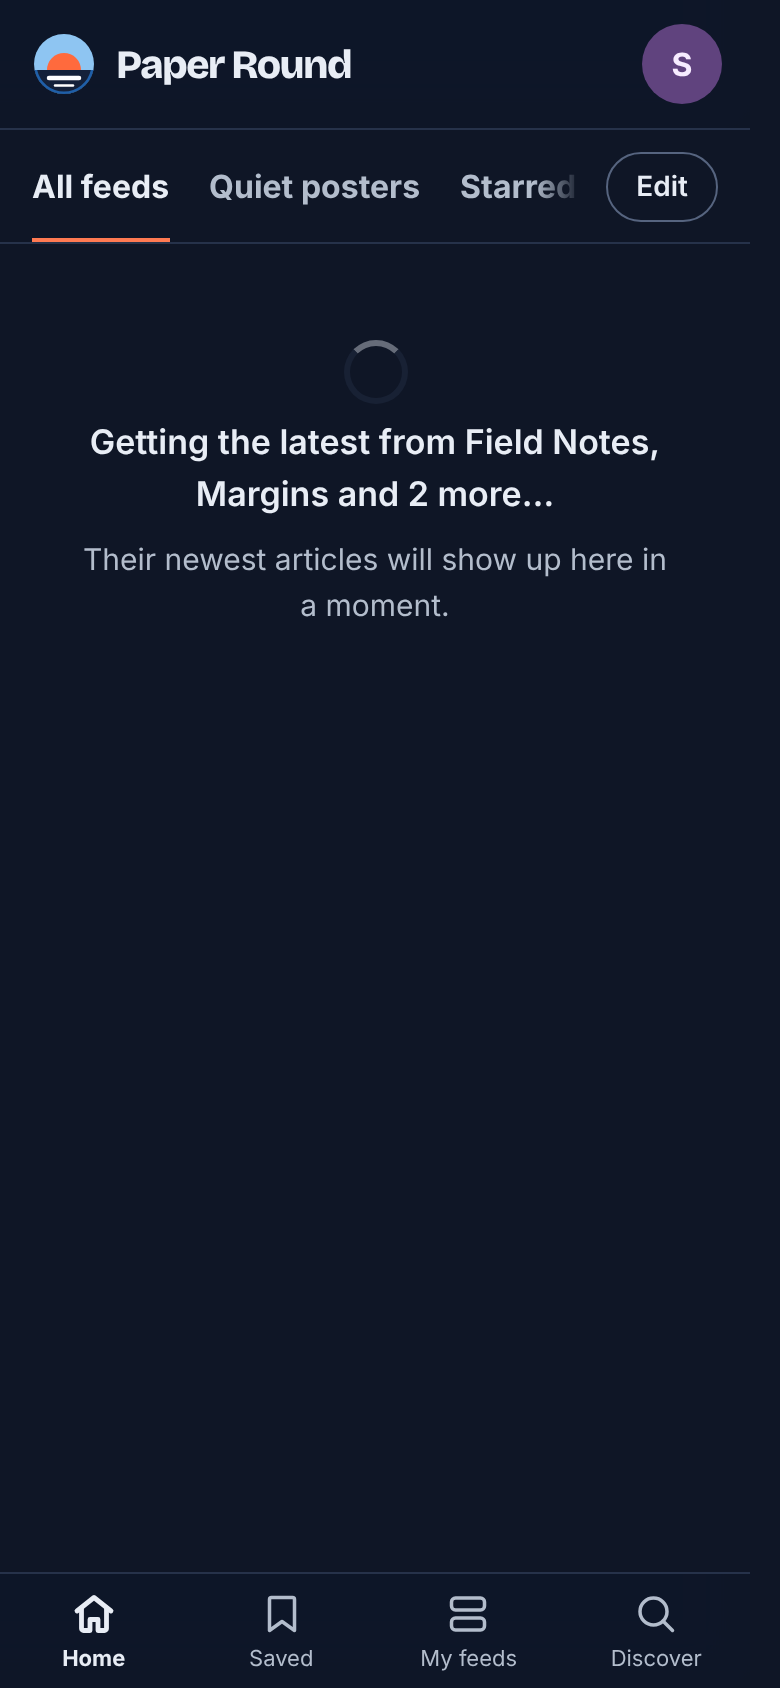 Paper Round
S
All feeds
Quiet posters
Starred
Edit
Getting the latest from Field Notes,
Margins and 2 more...
Their newest articles will show up here in
a moment.
Home
Saved
My feeds
Discover